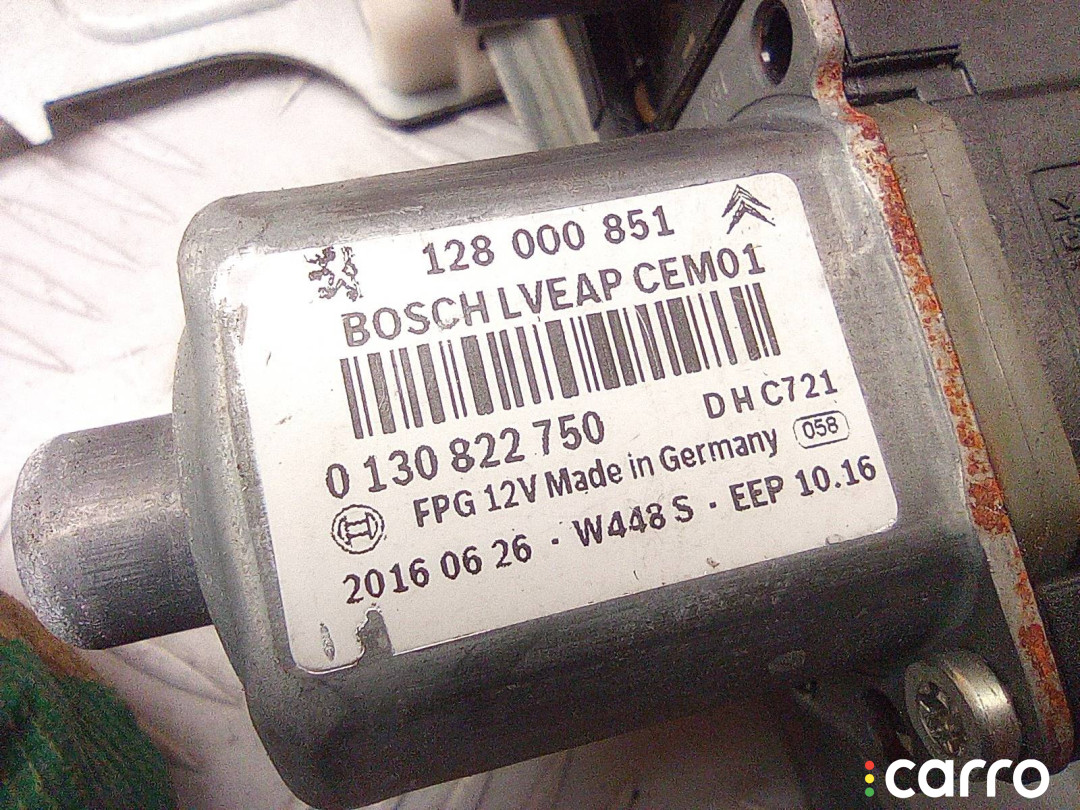 128 000 851
BOSCH LVEAP CEM01
0 130 822 750
D H C721
FPG 12V Made in Germany 058
2016 06 26 · W448 S · EEP 10.16
carro